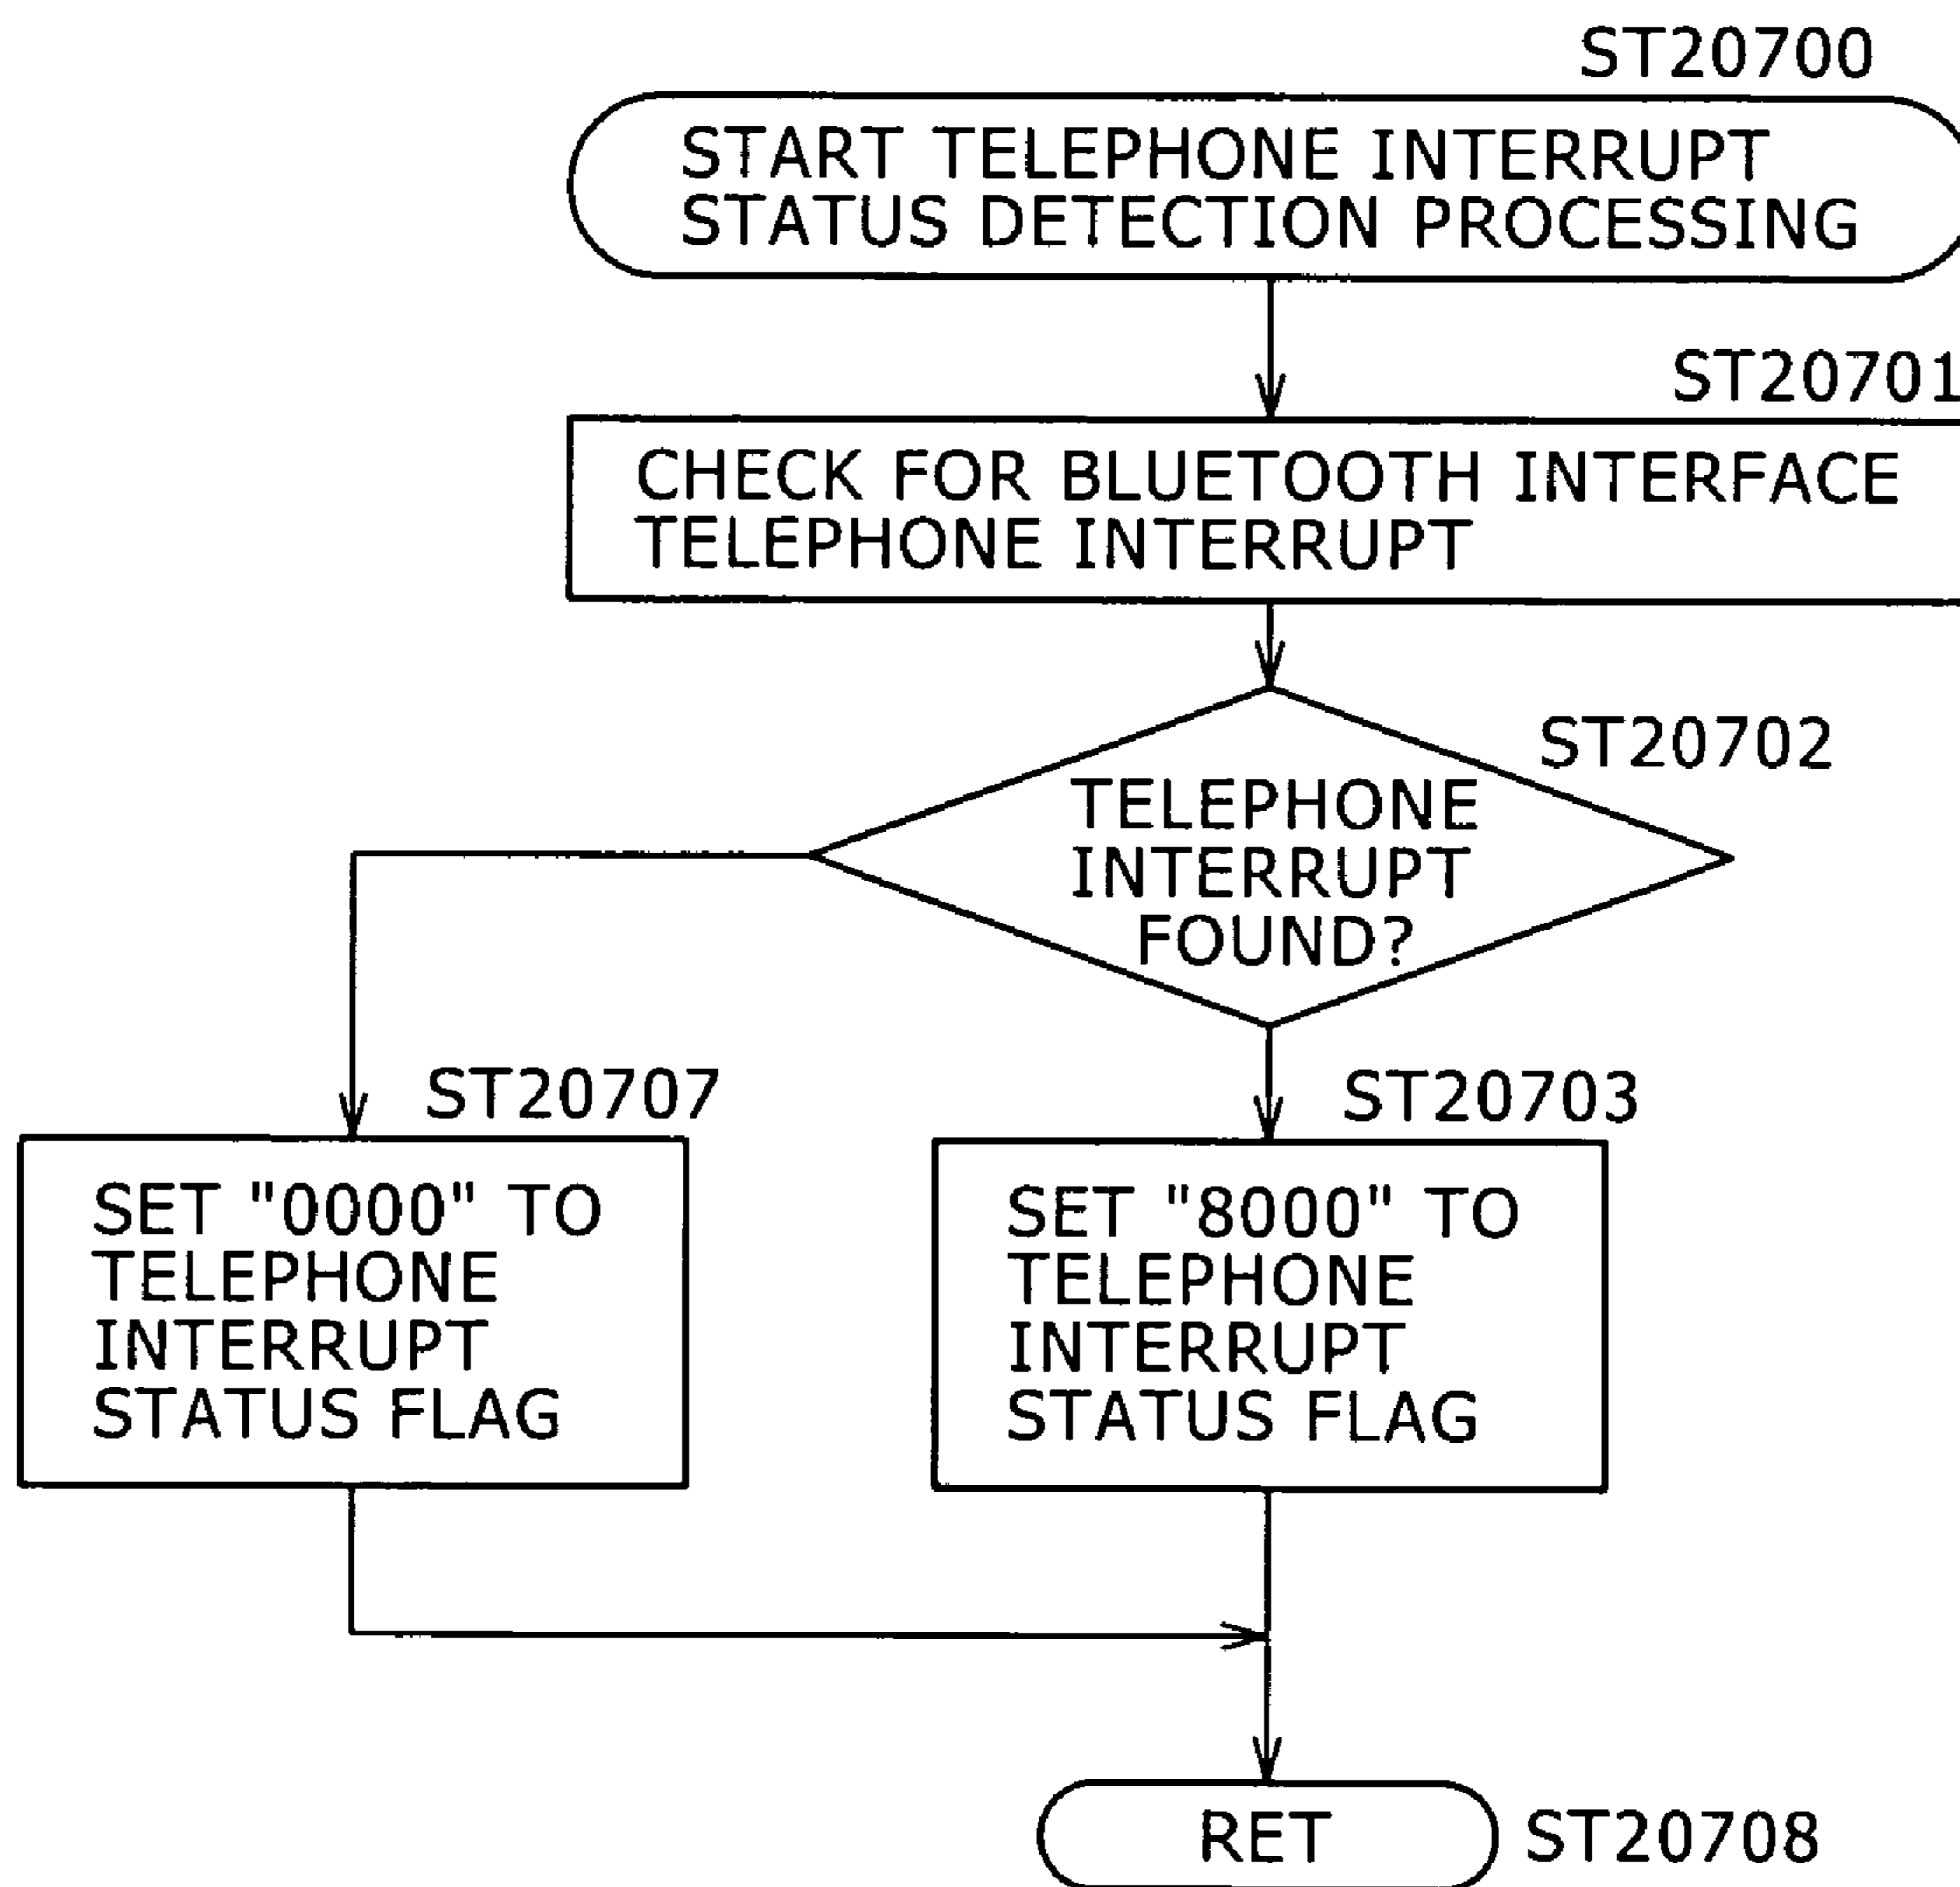 ST20700
START TELEPHONE INTERRUPT
STATUS DETECTION PROCESSING
ST20701
CHECK FOR BLUETOOTH INTERFACE
TELEPHONE INTERRUPT
ST20702
TELEPHONE
INTERRUPT
FOUND?
ST20707
SET "0000" TO
TELEPHONE
INTERRUPT
STATUS FLAG
ST20703
SET "8000" TO
TELEPHONE
INTERRUPT
STATUS FLAG
RET
ST20708